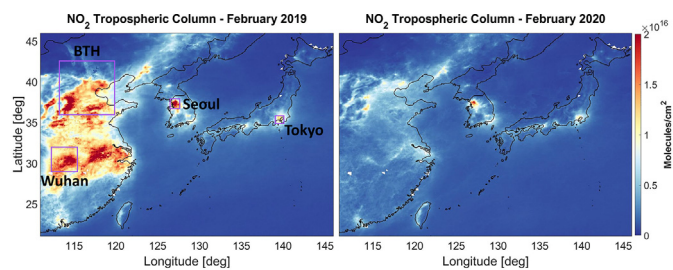 NO2 Tropospheric Column - February 2019
NO2 Tropospheric Column - February 2020
BTH
Seoul
Tokyo
Wuhan
Latitude [deg]
45
40
35
30
25
115 120 125 130 135 140 145
115 120 125 130 135 140 145
Longitude [deg]
Longitude [deg]
×10^16
2
1.5
1
0.5
0
Molecules/cm2